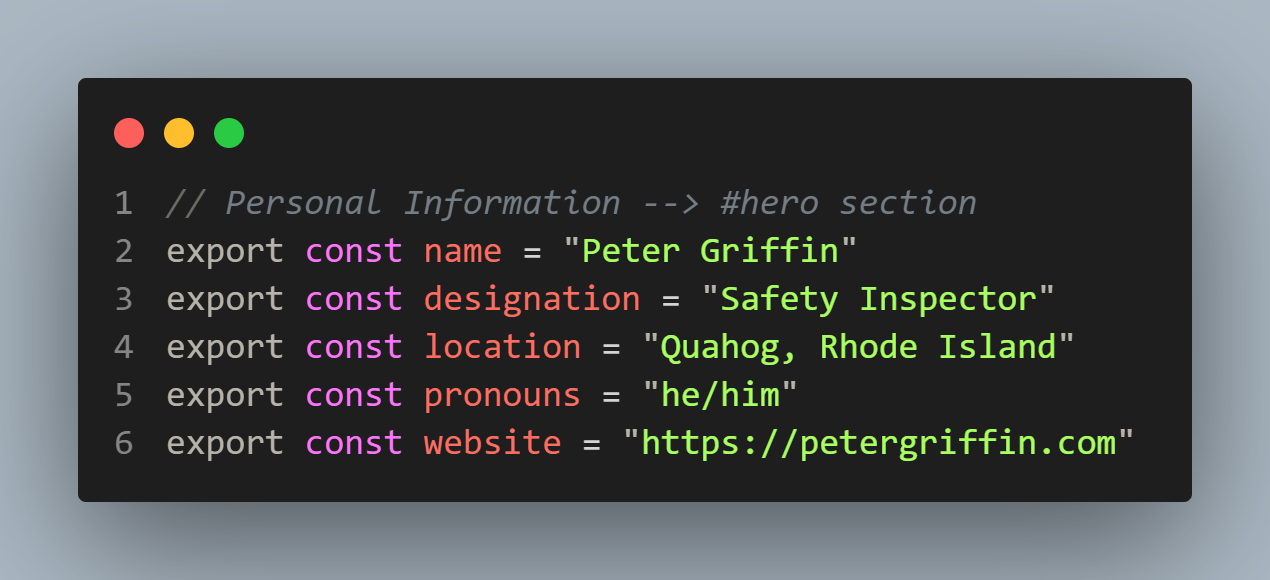 1 // Personal Information --> #hero section
2 export const name = "Peter Griffin"
3 export const designation = "Safety Inspector"
4 export const location = "Quahog, Rhode Island"
5 export const pronouns = "he/him"
6 export const website = "https://petergriffin.com"